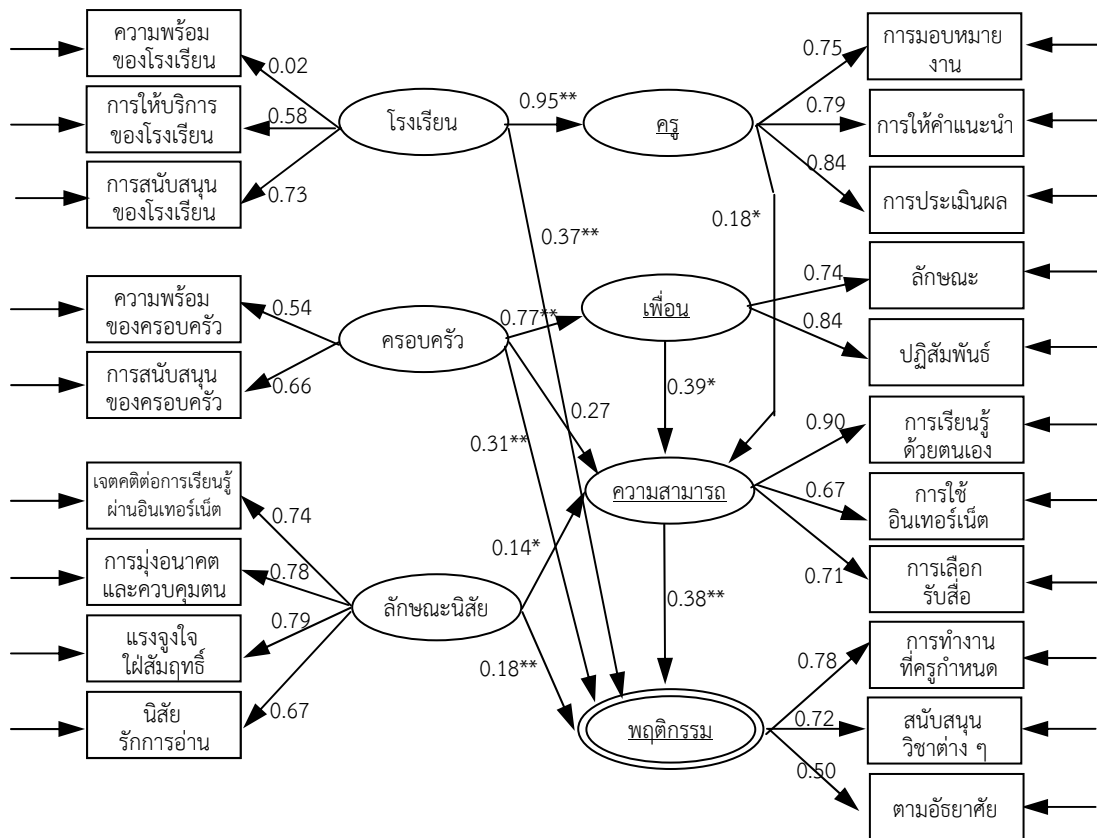 ความพร้อม
ของโรงเรียน
0.02
การให้บริการ
ของโรงเรียน
0.58
การสนับสนุน
ของโรงเรียน
0.73
โรงเรียน
0.95**
ครู
0.75
การมอบหมาย
งาน
0.79
การให้คำแนะนำ
0.84
การประเมินผล
0.37**
0.18*
ความพร้อม
ของครอบครัว
0.54
การสนับสนุน
ของครอบครัว
0.66
ครอบครัว
0.77**
เพื่อน
0.74
ลักษณะ
0.84
ปฏิสัมพันธ์
0.39*
0.27
0.31**
ความสามารถ
0.90
การเรียนรู้
ด้วยตนเอง
0.67
การใช้
อินเทอร์เน็ต
0.71
การเลือก
รับสื่อ
เจตคติต่อการเรียนรู้
ผ่านอินเทอร์เน็ต
0.74
การมุ่งอนาคต
และควบคุมตน
0.78
แรงจูงใจ
ใฝ่สัมฤทธิ์
0.79
นิสัย
รักการอ่าน
0.67
ลักษณะนิสัย
0.14*
0.18**
0.38**
พฤติกรรม
0.78
การทำงาน
ที่ครูกำหนด
0.72
สนับสนุน
วิชาต่าง ๆ
0.50
ตามอัธยาศัย